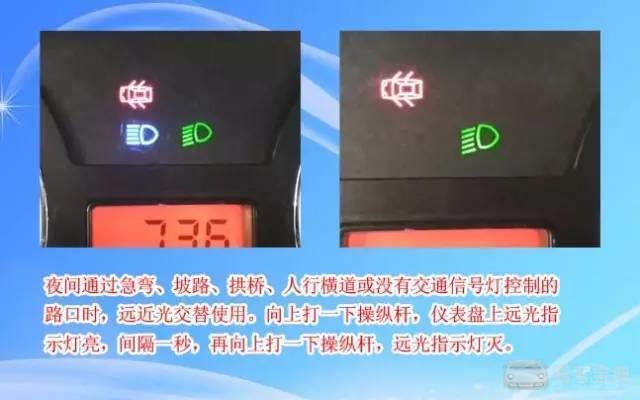 736
夜间通过急弯、坡路、拱桥、人行横道或没有交通信号灯控制的
路口时，远近光交替使用。向上打一下操纵杆，仪表盘上远光指
示灯亮，间隔一秒，再向上打一下操纵杆，远光指示灯灭。